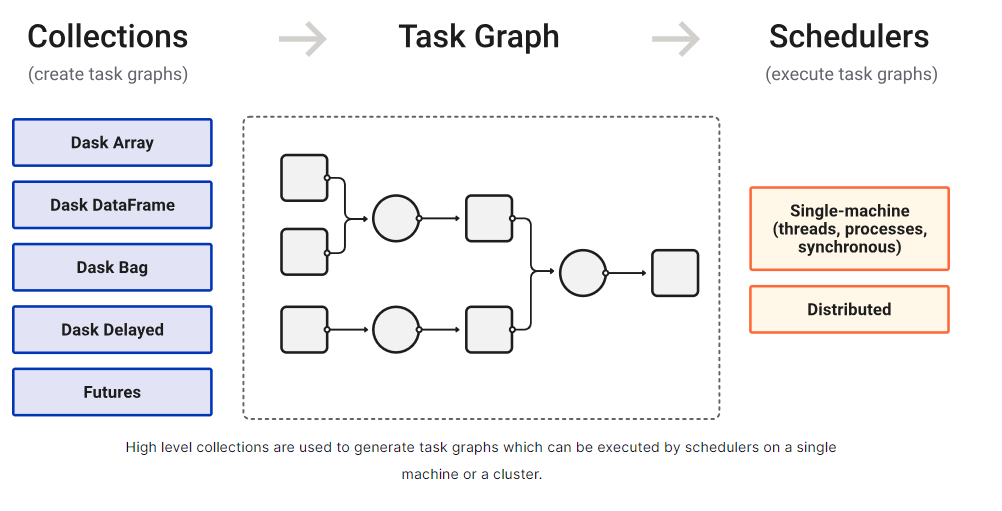 Collections
Task Graph
Schedulers
(create task graphs)
(execute task graphs)
Dask Array
Dask DataFrame
Dask Bag
Dask Delayed
Futures
Single-machine
(threads, processes,
synchronous)
Distributed
High level collections are used to generate task graphs which can be executed by schedulers on a single
machine or a cluster.